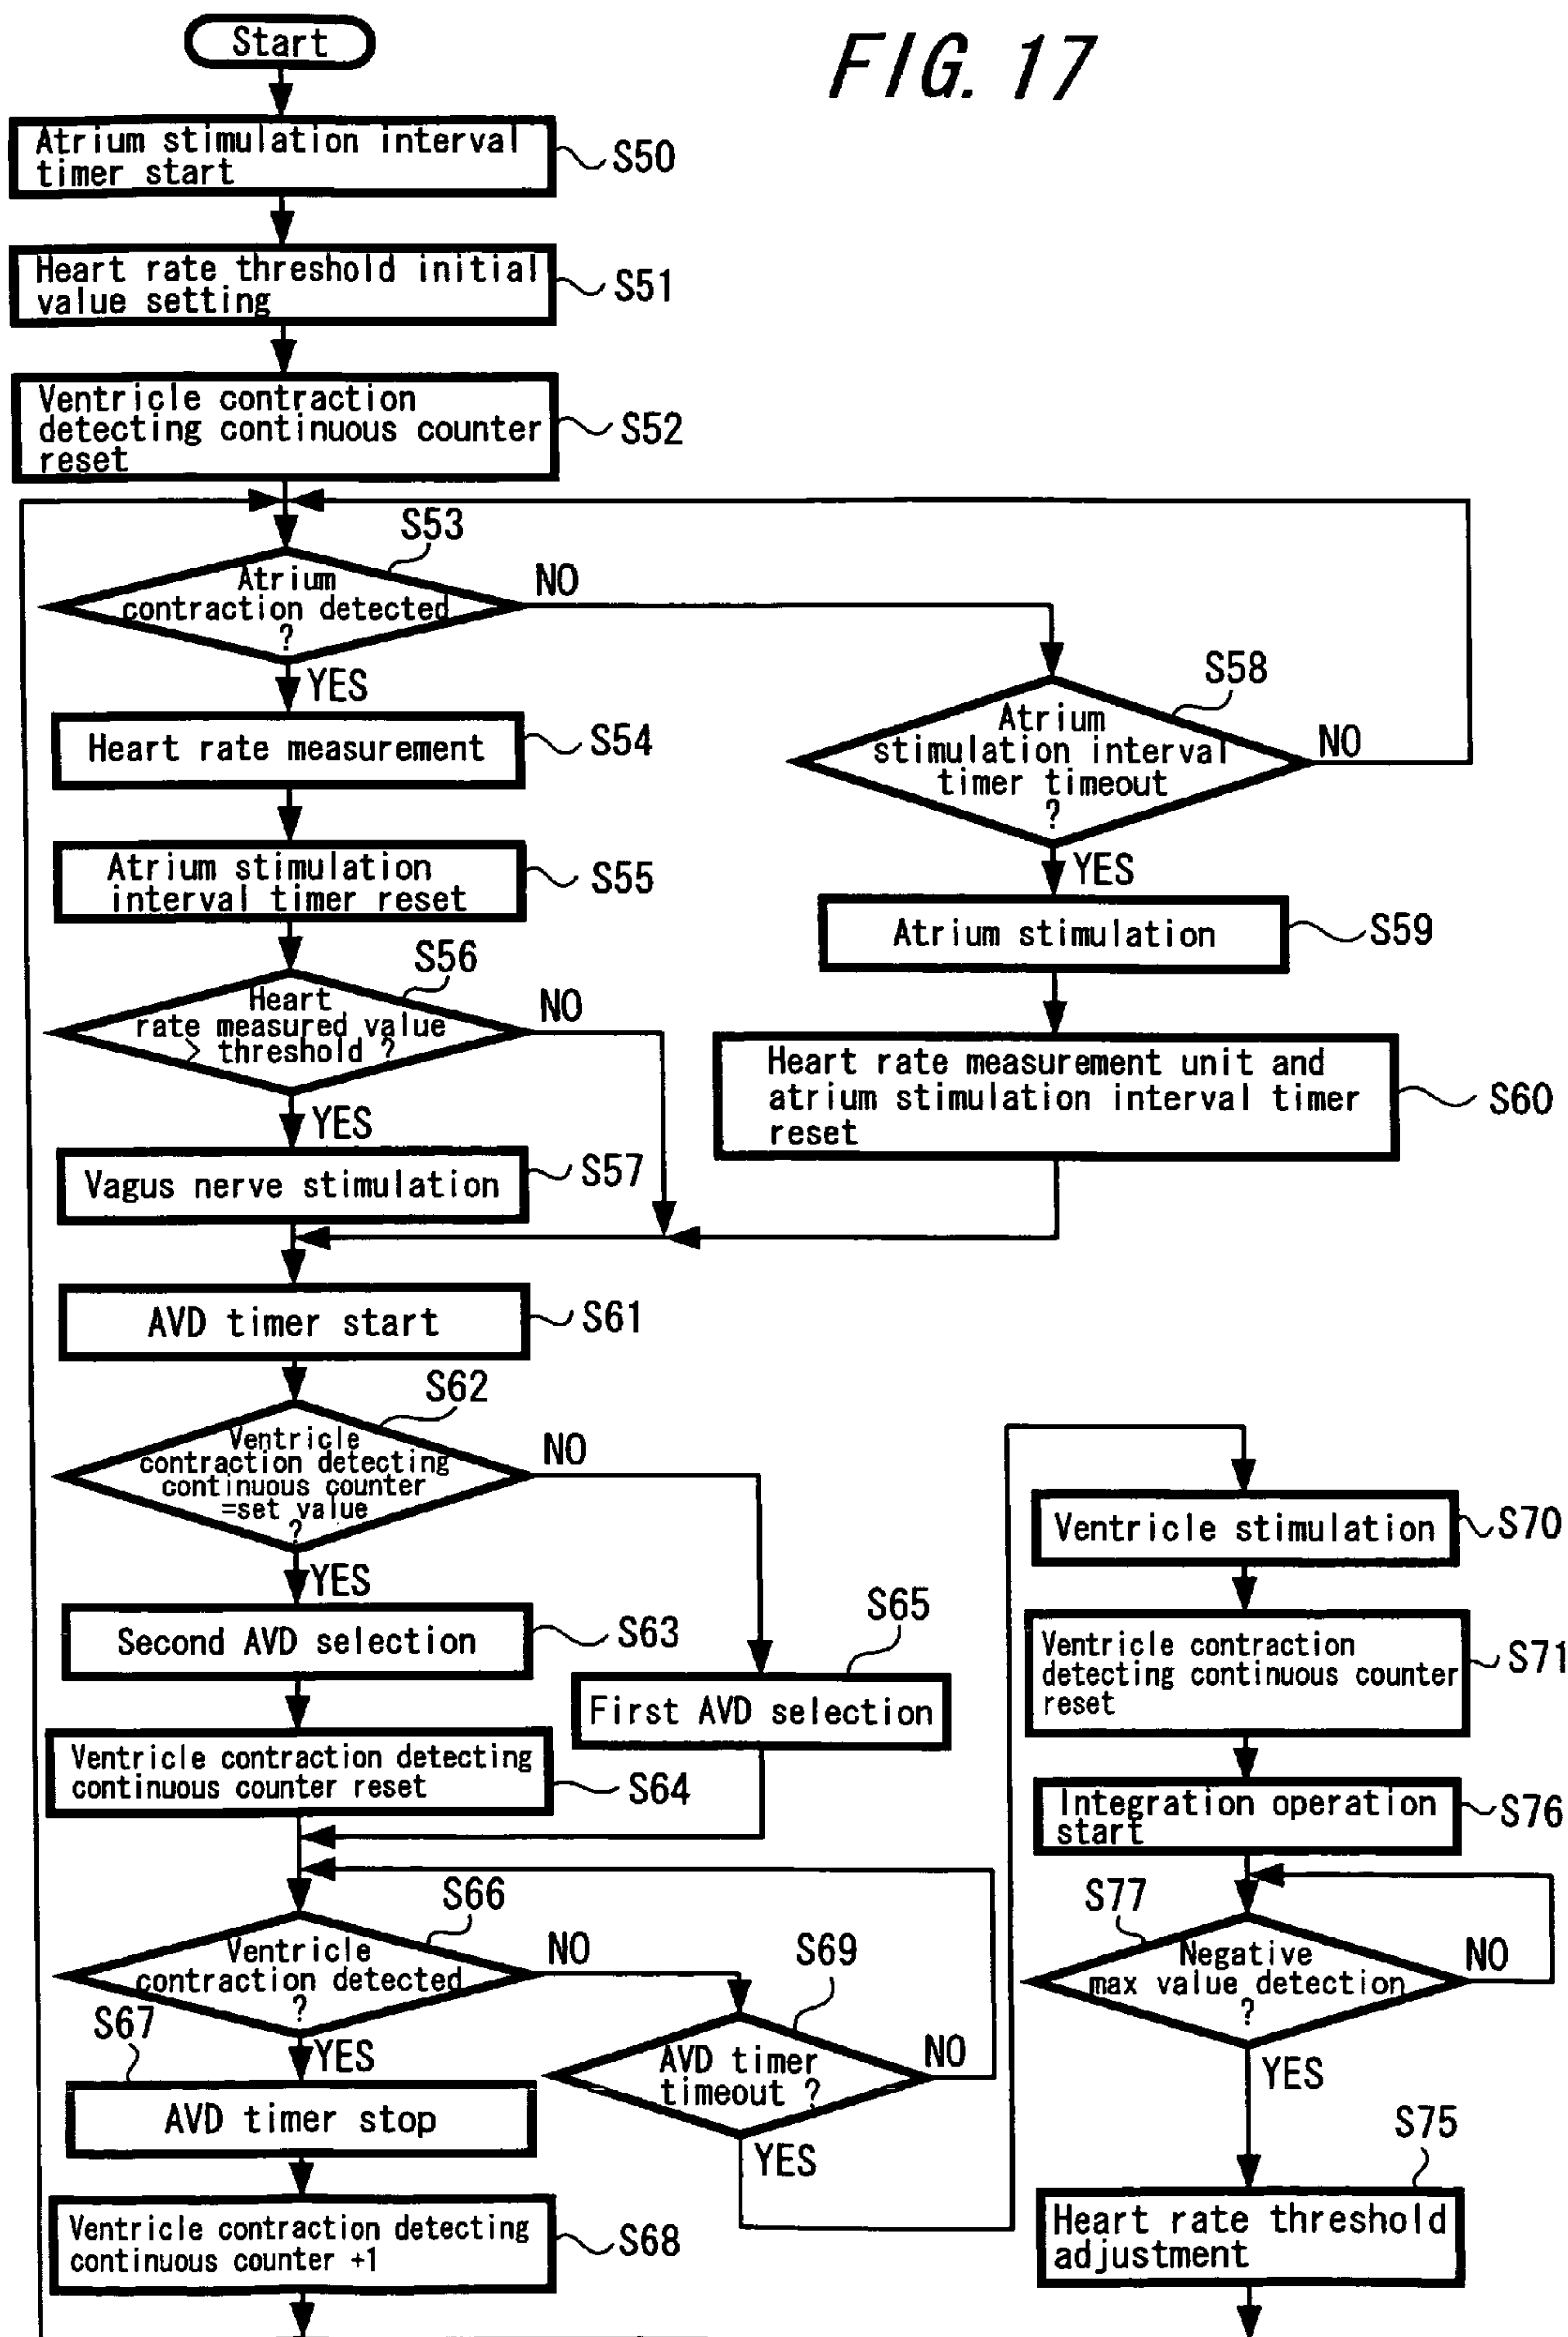 FIG. 17
Start
Atrium stimulation interval
timer start
S50
Heart rate threshold initial
value setting
S51
Ventricle contraction
detecting continuous counter
reset
S52
S53
Atrium
contraction detected
?
NO
YES
Heart rate measurement
S54
Atrium stimulation
interval timer reset
S55
S56
Heart
rate measured value
> threshold ?
NO
YES
Vagus nerve stimulation
S57
S58
Atrium
stimulation interval
timer timeout
?
NO
YES
Atrium stimulation
S59
Heart rate measurement unit and
atrium stimulation interval timer
reset
S60
AVD timer start
S61
S62
Ventricle
contraction detecting
continuous counter
=set value
?
NO
YES
Second AVD selection
S63
Ventricle contraction detecting
continuous counter reset
S64
S65
First AVD selection
S66
Ventricle
contraction detected
?
NO
YES
S67
AVD timer stop
Ventricle contraction detecting
continuous counter +1
S68
S69
AVD timer
timeout ?
NO
YES
Ventricle stimulation
S70
Ventricle contraction
detecting continuous counter
reset
S71
Integration operation
start
S76
S77
Negative
max value detection
?
NO
YES
S75
Heart rate threshold
adjustment